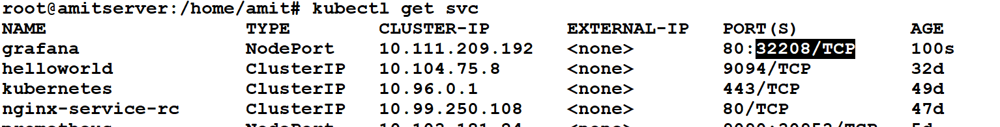 root@amitserver:/home/amit# kubectl get svc
NAME TYPE CLUSTER-IP EXTERNAL-IP PORT(S) AGE
grafana NodePort 10.111.209.192 <none> 80:32208/TCP 100s
helloworld ClusterIP 10.104.75.8 <none> 9094/TCP 32d
kubernetes ClusterIP 10.96.0.1 <none> 443/TCP 49d
nginx-service-rc ClusterIP 10.99.250.108 <none> 80/TCP 47d
prometheus NodePort <none>